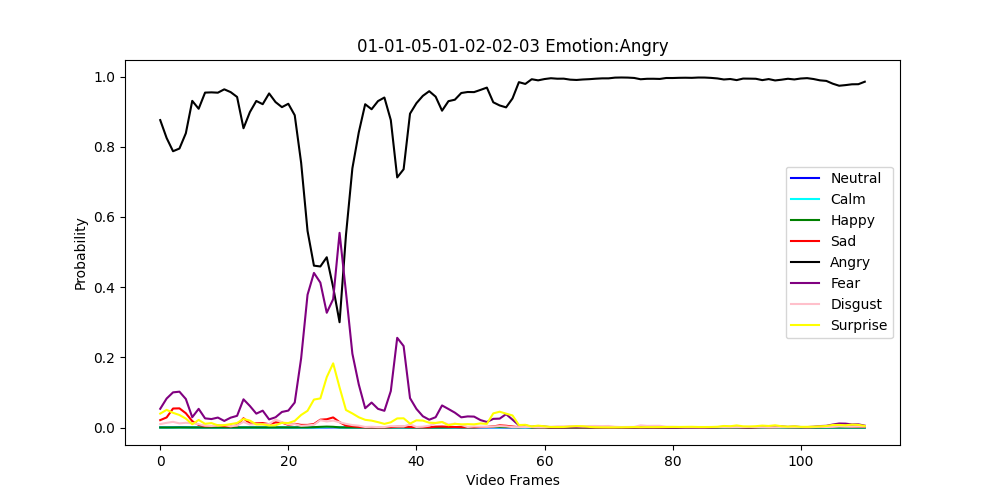 01-01-05-01-02-02-03 Emotion:Angry
Probability
1.0
0.8
0.6
0.4
0.2
0.0
0 20 40 60 80 100
Video Frames
Neutral
Calm
Happy
Sad
Angry
Fear
Disgust
Surprise